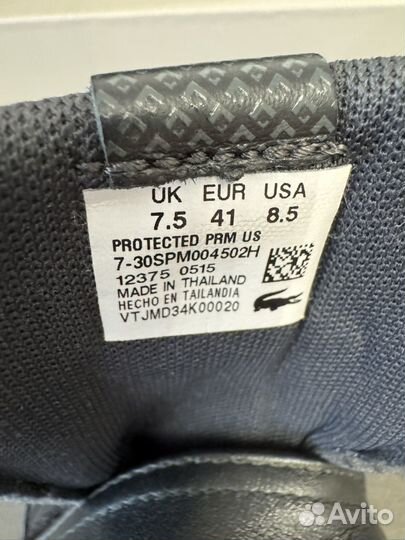 UK EUR USA
7.5 41 8.5
PROTECTED PRM US
7-30SPM004502H
12375 0515
MADE IN THAILAND
HECHO EN TAILANDIA
VTJMD34K00020
Avito